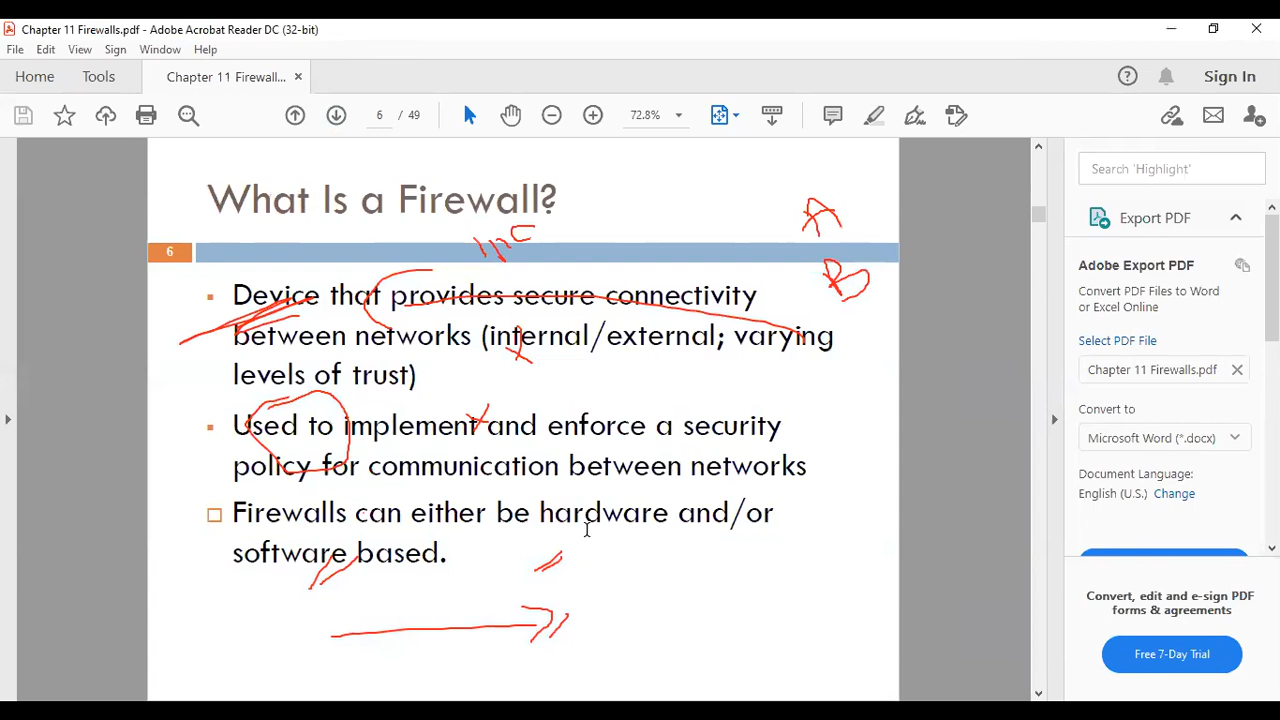 Chapter 11 Firewalls.pdf - Adobe Acrobat Reader DC (32-bit)
File Edit View Sign Window Help
Home Tools Chapter 11 Firewall... Sign In
6 / 49 72.8%
What Is a Firewall?
A
6
B
Device that provides secure connectivity
between networks (internal/external; varying
levels of trust)
Used to implement and enforce a security
policy for communication between networks
Firewalls can either be hardware and/or
software based.
Search 'Highlight'
Export PDF
Adobe Export PDF
Convert PDF Files to Word
or Excel Online
Select PDF File
Chapter 11 Firewalls.pdf
Convert to
Microsoft Word (*.docx)
Document Language:
English (U.S.) Change
Convert, edit and e-sign PDF
forms & agreements
Free 7-Day Trial